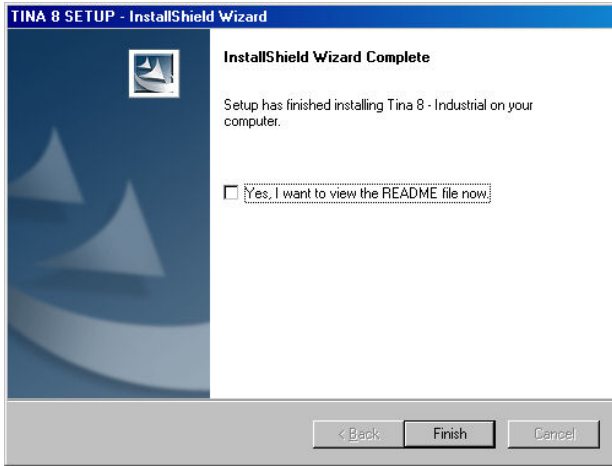 TINA 8 SETUP - InstallShield Wizard
InstallShield Wizard Complete
Setup has finished installing Tina 8 - Industrial on your
computer.
Yes, I want to view the README file now.
< Back
Finish
Cancel